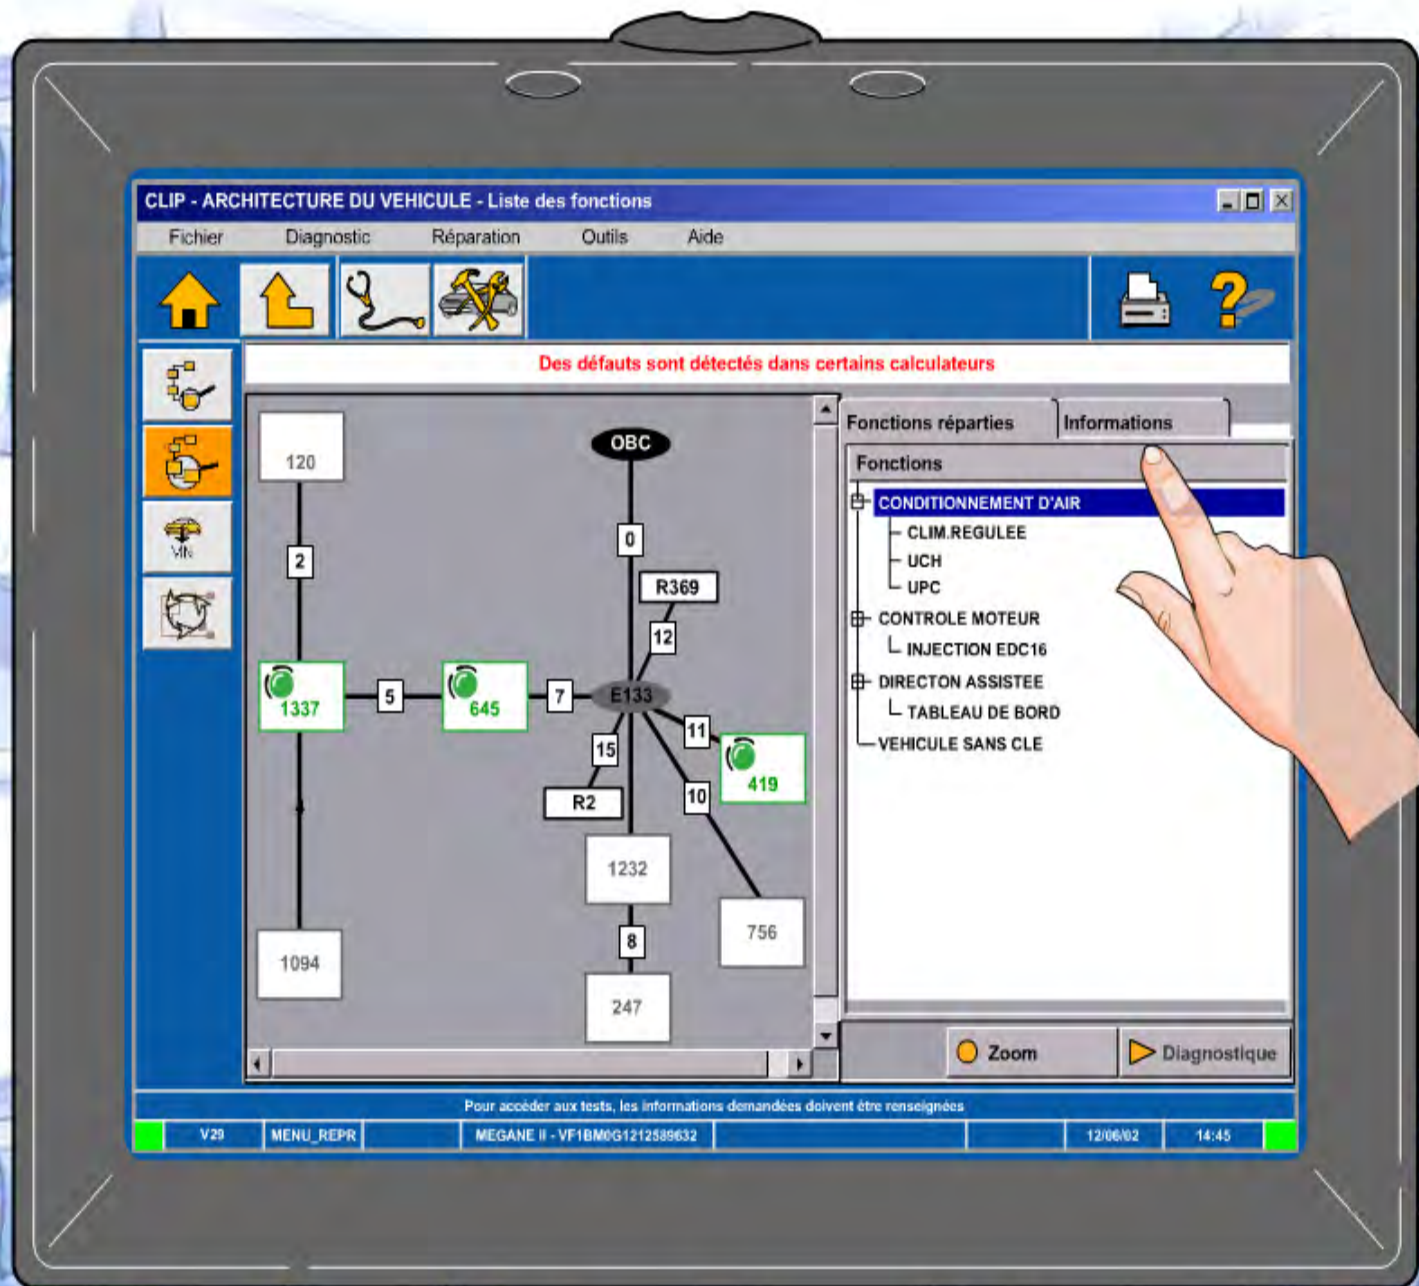 CLIP - ARCHITECTURE DU VEHICULE - Liste des fonctions
Fichier Diagnostic Réparation Outils Aide
VIN
Des défauts sont détectés dans certains calculateurs
120
OBC
0
2
R369
12
1337
5
645
7
E133
11
15
419
R2
10
4
1232
756
8
1094
247
Fonctions réparties
Informations
Fonctions
CONDITIONNEMENT D'AIR
CLIM.REGULEE
UCH
UPC
CONTROLE MOTEUR
INJECTION EDC16
DIRECTON ASSISTEE
TABLEAU DE BORD
VEHICULE SANS CLE
Zoom
Diagnostique
Pour accéder aux tests, les informations demandées doivent être renseignées
V29 MENU_REPR MEGANE II - VF1BM0G1212589632 12/06/02 14:45